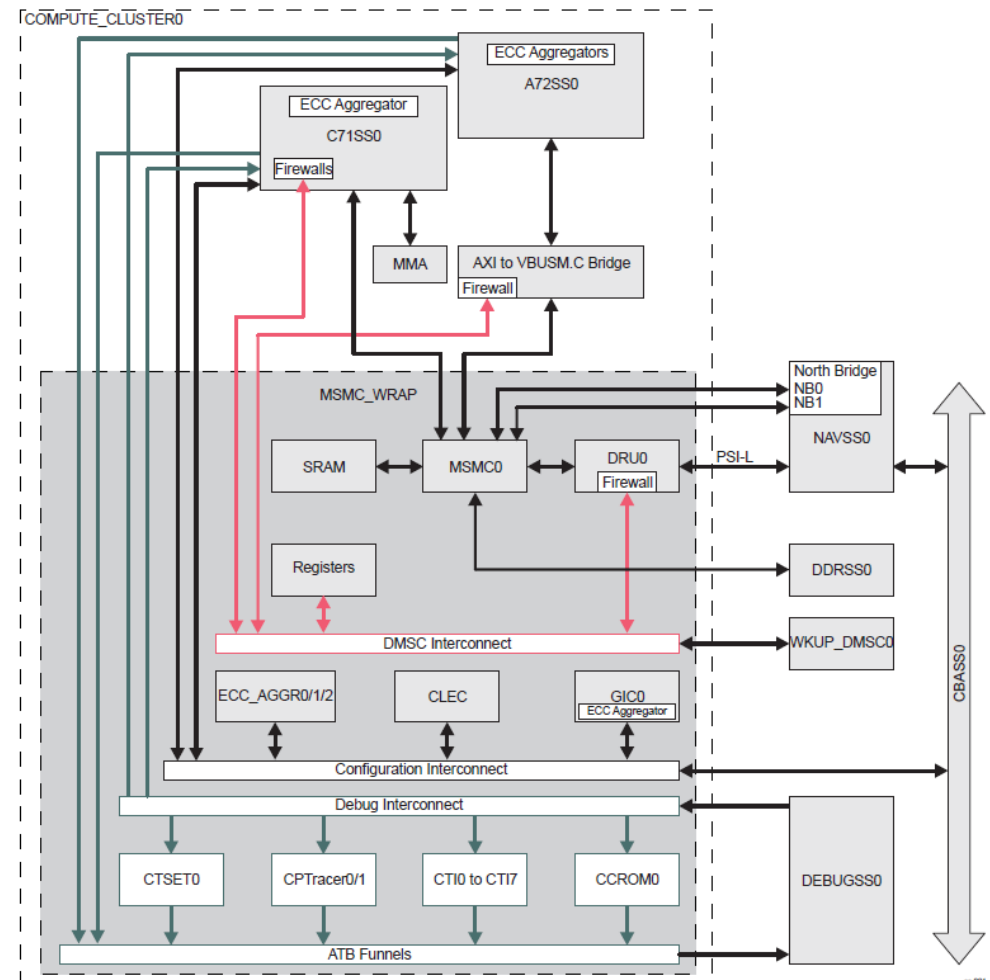 COMPUTE_CLUSTER0
ECC Aggregators
A72SS0
ECC Aggregator
C71SS0
Firewalls
MMA
AXI to VBUSM.C Bridge
Firewall
MSMC_WRAP
North Bridge
NB0
NB1
NAVSS0
SRAM
MSMC0
DRU0
Firewall
PSI-L
Registers
DDRSS0
DMSC Interconnect
WKUP_DMSC0
CBASS0
ECC_AGGR0/1/2
CLEC
GIC0
ECC Aggregator
Configuration Interconnect
Debug Interconnect
CTSET0
CPTracer0/1
CTI0 to CTI7
CCROM0
DEBUGSS0
ATB Funnels